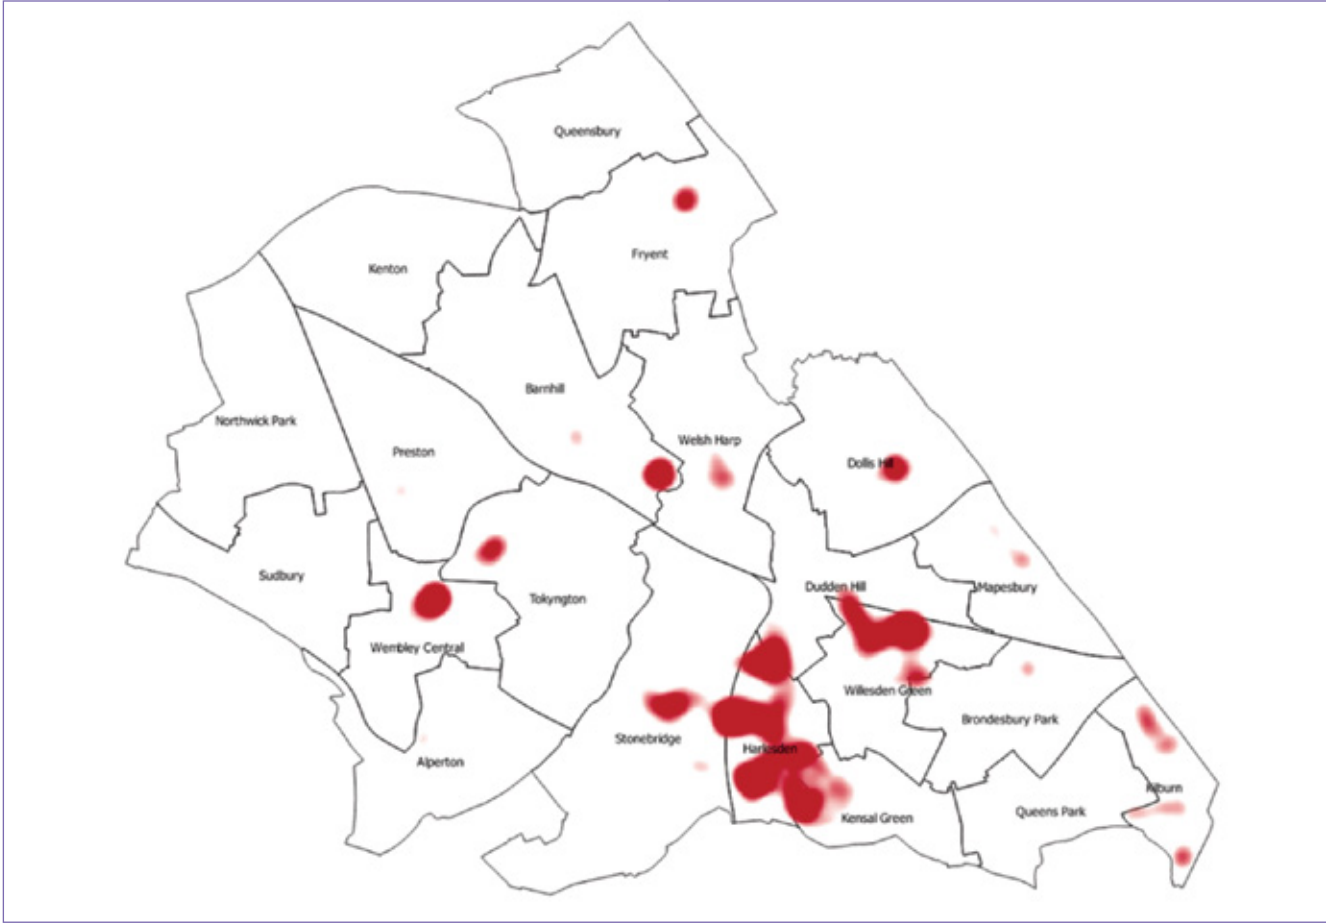 Queensbury
Fryent
Kenton
Barnhill
Northwick Park
Welsh Harp
Preston
Dollis Hill
Sudbury
Dudden Hill
Mapesbury
Tokyngton
Wembley Central
Willesden Green
Brondesbury Park
Stonebridge
Harlesden
Alperton
Kilburn
Queens Park
Kensal Green